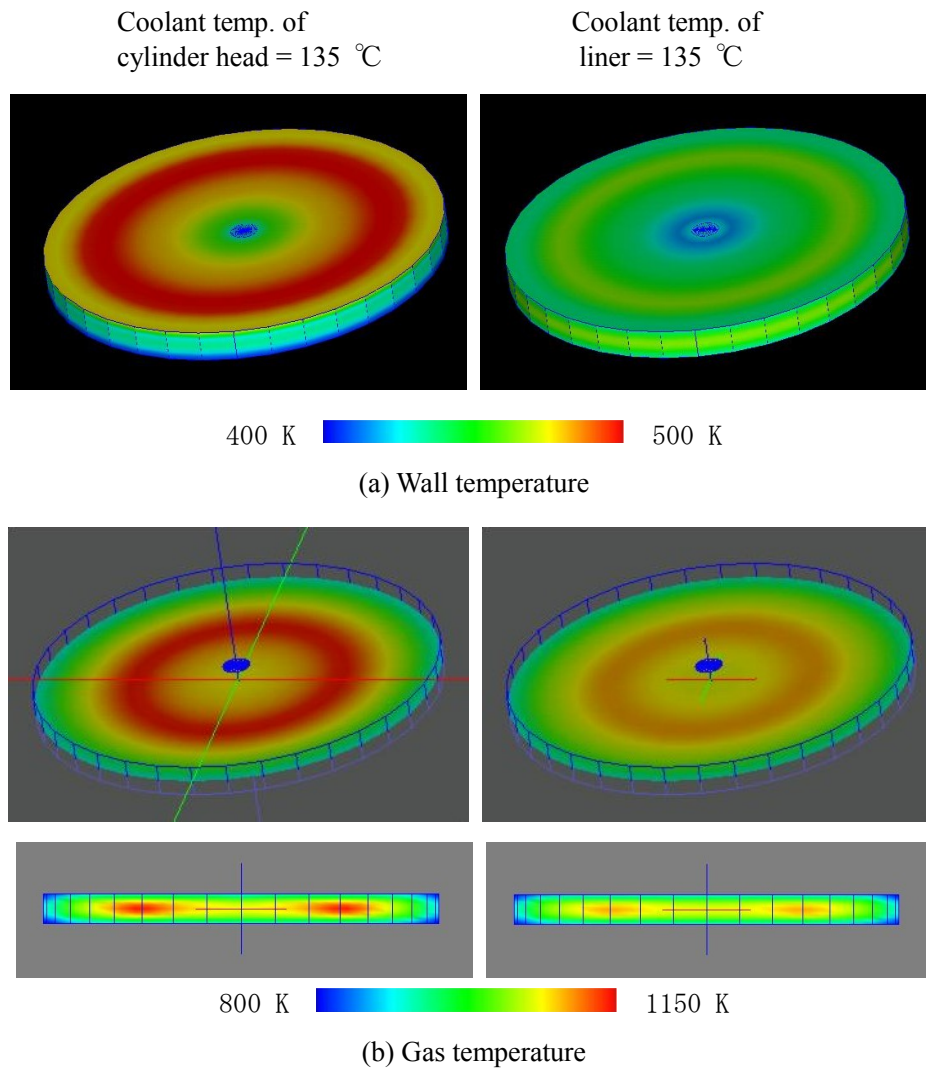 Coolant temp. of
cylinder head = 135 ℃
Coolant temp. of
liner = 135 ℃
400 K
500 K
(a) Wall temperature
800 K
1150 K
(b) Gas temperature